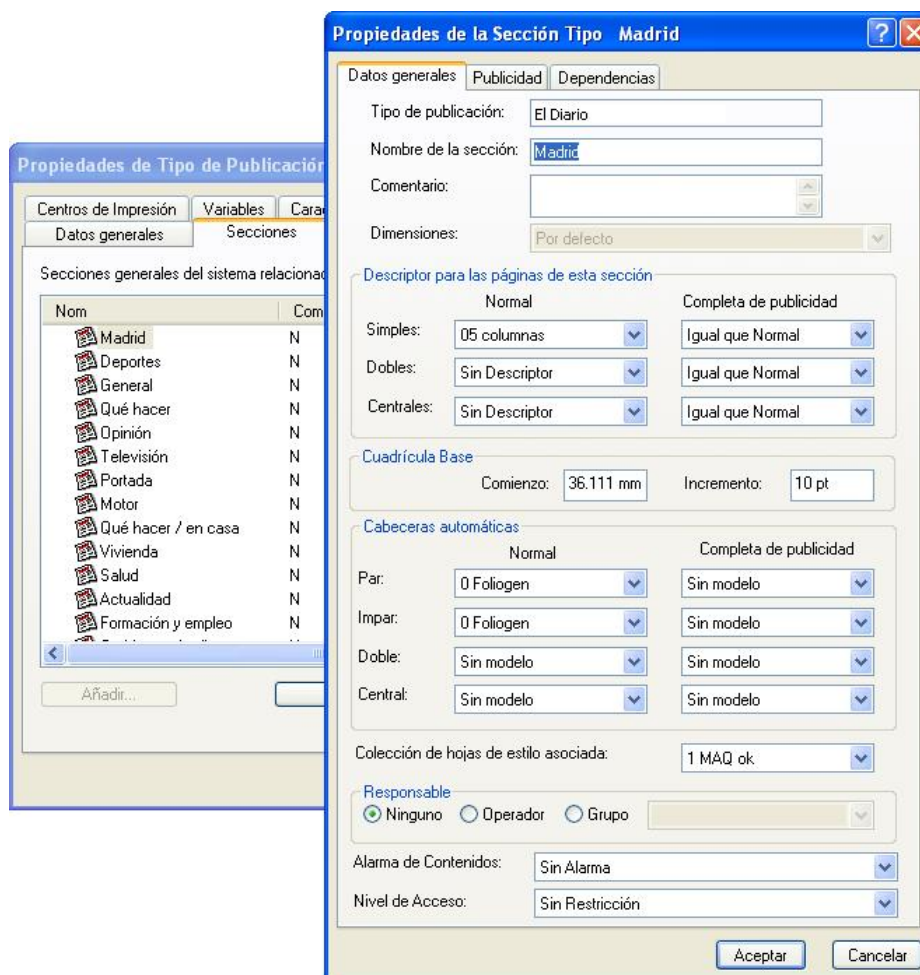 Propiedades de Tipo de Publicación
Centros de Impresión Variables
Datos generales Secciones
Secciones generales del sistema
Nom
Madrid N
Deportes N
General N
Qué hacer N
Opinión N
Televisión N
Portada N
Motor N
Qué hacer / en casa N
Vivienda N
Salud N
Actualidad N
Formación y empleo N
Añadir...
Propiedades de la Sección Tipo Madrid
Datos generales Publicidad Dependencias
Tipo de publicación: El Diario
Nombre de la sección: Madrid
Comentario:
Dimensiones: Por defecto
Descriptor para las páginas de esta sección
Normal Completa de publicidad
Simples: 05 columnas Igual que Normal
Dobles: Sin Descriptor Igual que Normal
Centrales: Sin Descriptor Igual que Normal
Cuadrícula Base
Comienzo: 36.111 mm Incremento: 10 pt
Cabeceras automáticas
Normal Completa de publicidad
Par: 0 Foliogen Sin modelo
Impar: 0 Foliogen Sin modelo
Doble: Sin modelo Sin modelo
Central: Sin modelo Sin modelo
Colección de hojas de estilo asociada: 1 MAQ ok
Responsable
Ninguno Operador Grupo
Alarma de Contenidos: Sin Alarma
Nivel de Acceso: Sin Restricción
Aceptar Cancelar